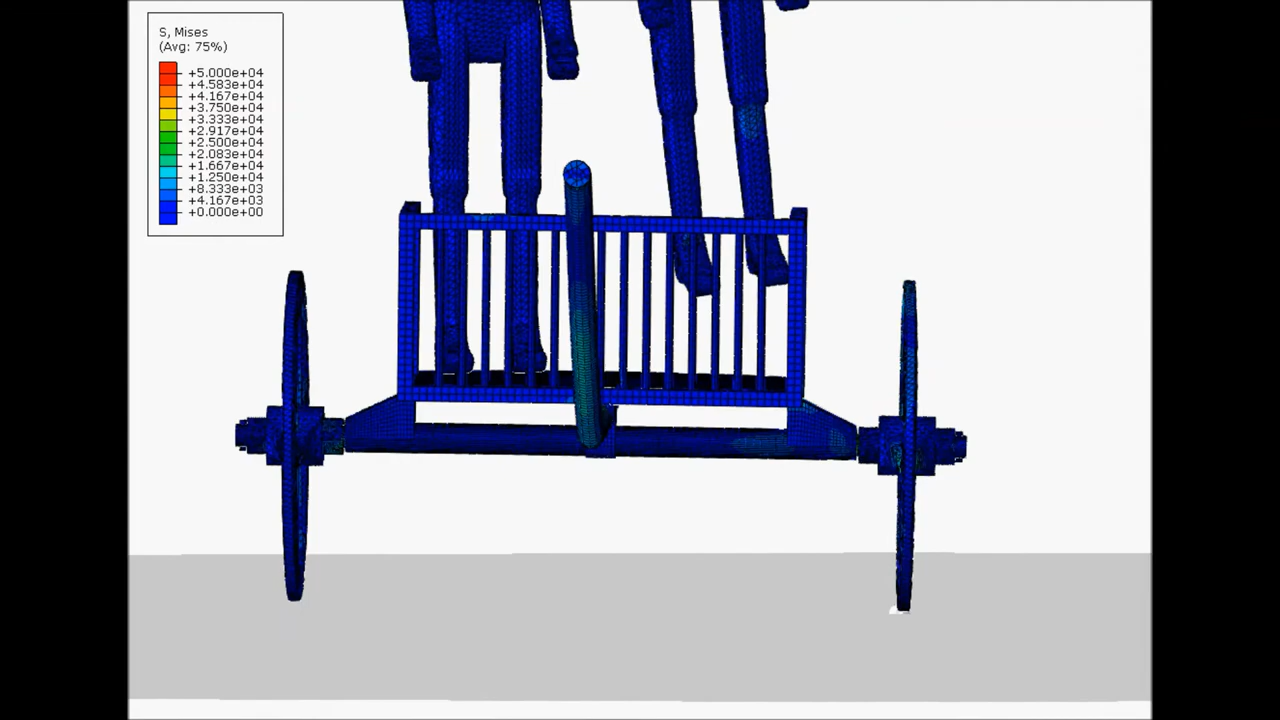 S, Mises
(Avg: 75%)
+5.000e+04
+4.583e+04
+4.167e+04
+3.750e+04
+3.333e+04
+2.917e+04
+2.500e+04
+2.083e+04
+1.667e+04
+1.250e+04
+8.333e+03
+4.167e+03
+0.000e+00